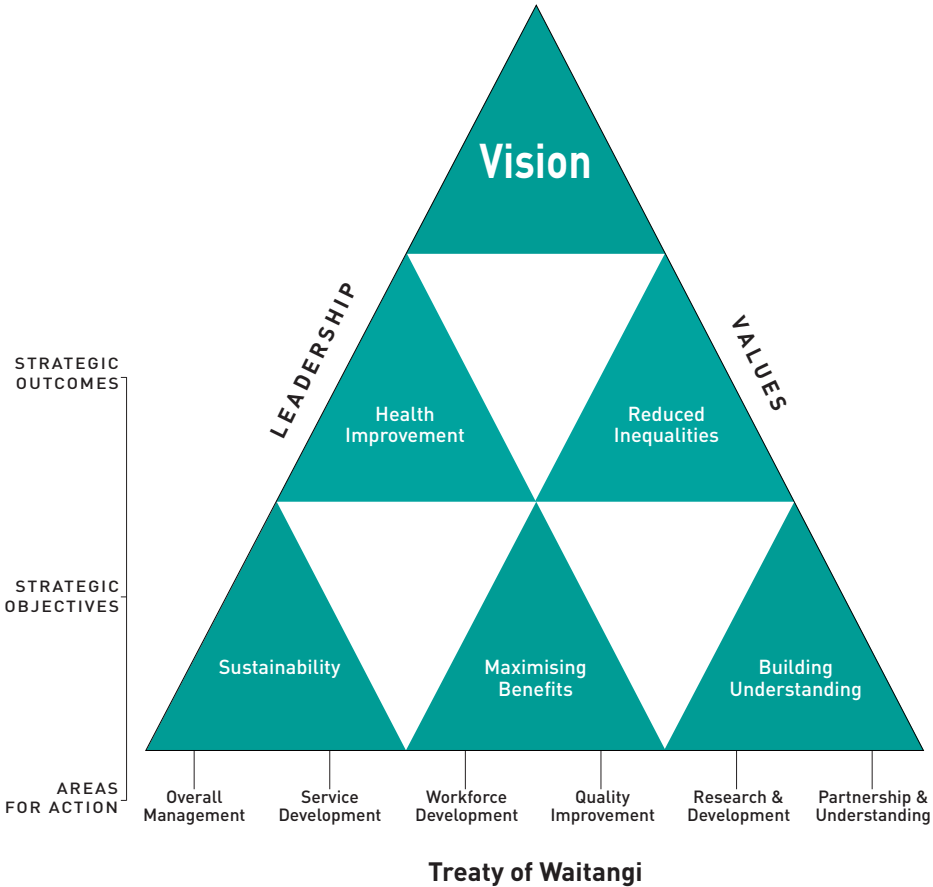 Vision
LEADERSHIP
VALUES
STRATEGIC
OUTCOMES
Health
Improvement
Reduced
Inequalities
STRATEGIC
OBJECTIVES
Sustainability
Maximising
Benefits
Building
Understanding
AREAS
FOR ACTION
Overall
Management
Service
Development
Workforce
Development
Quality
Improvement
Research &
Development
Partnership &
Understanding
Treaty of Waitangi